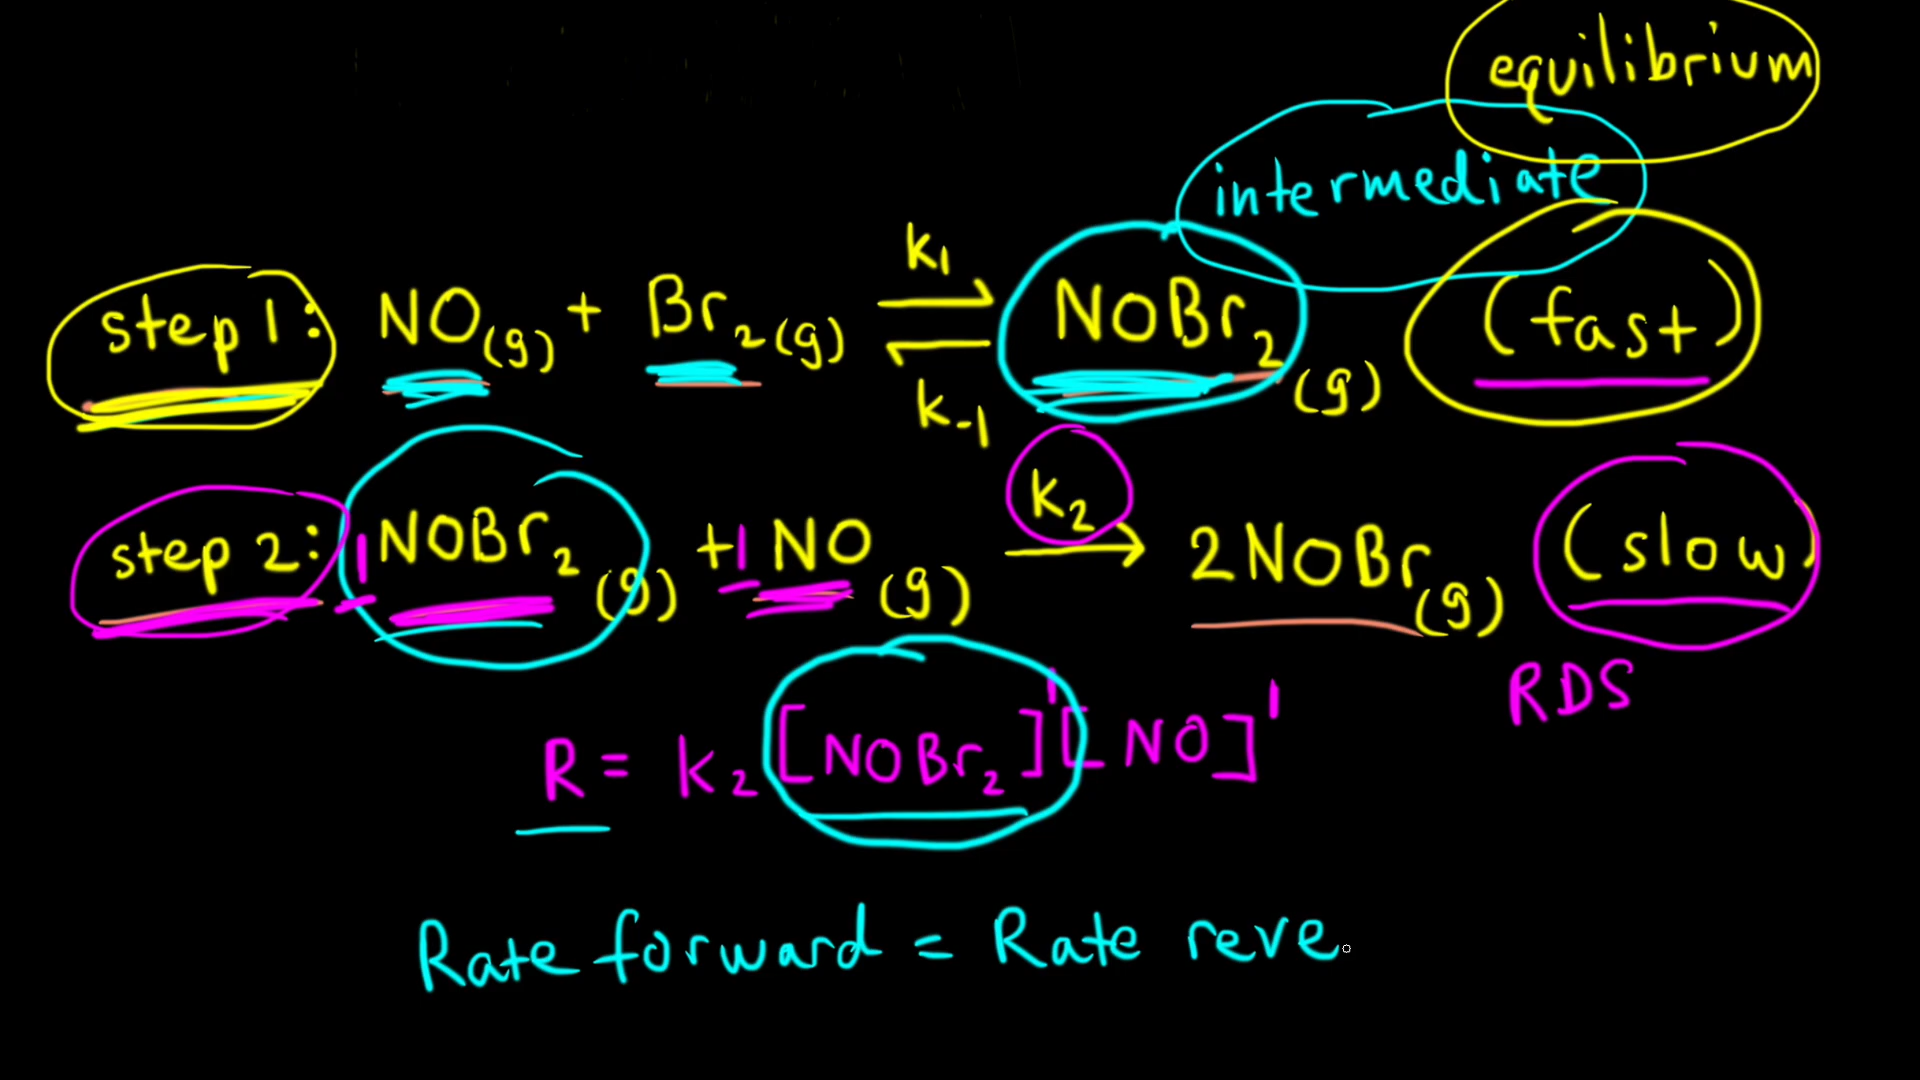 equilibrium
intermediate
step 1: NO(g) + Br₂(g) ⇌ NOBr₂(g) (fast)
k₁
k₋₁
k₂
step 2: 1NOBr₂(g) + 1NO(g) → 2NOBr(g) (slow)
RDS
R = k₂[NOBr₂]¹[NO]¹
Rate forward = Rate reve